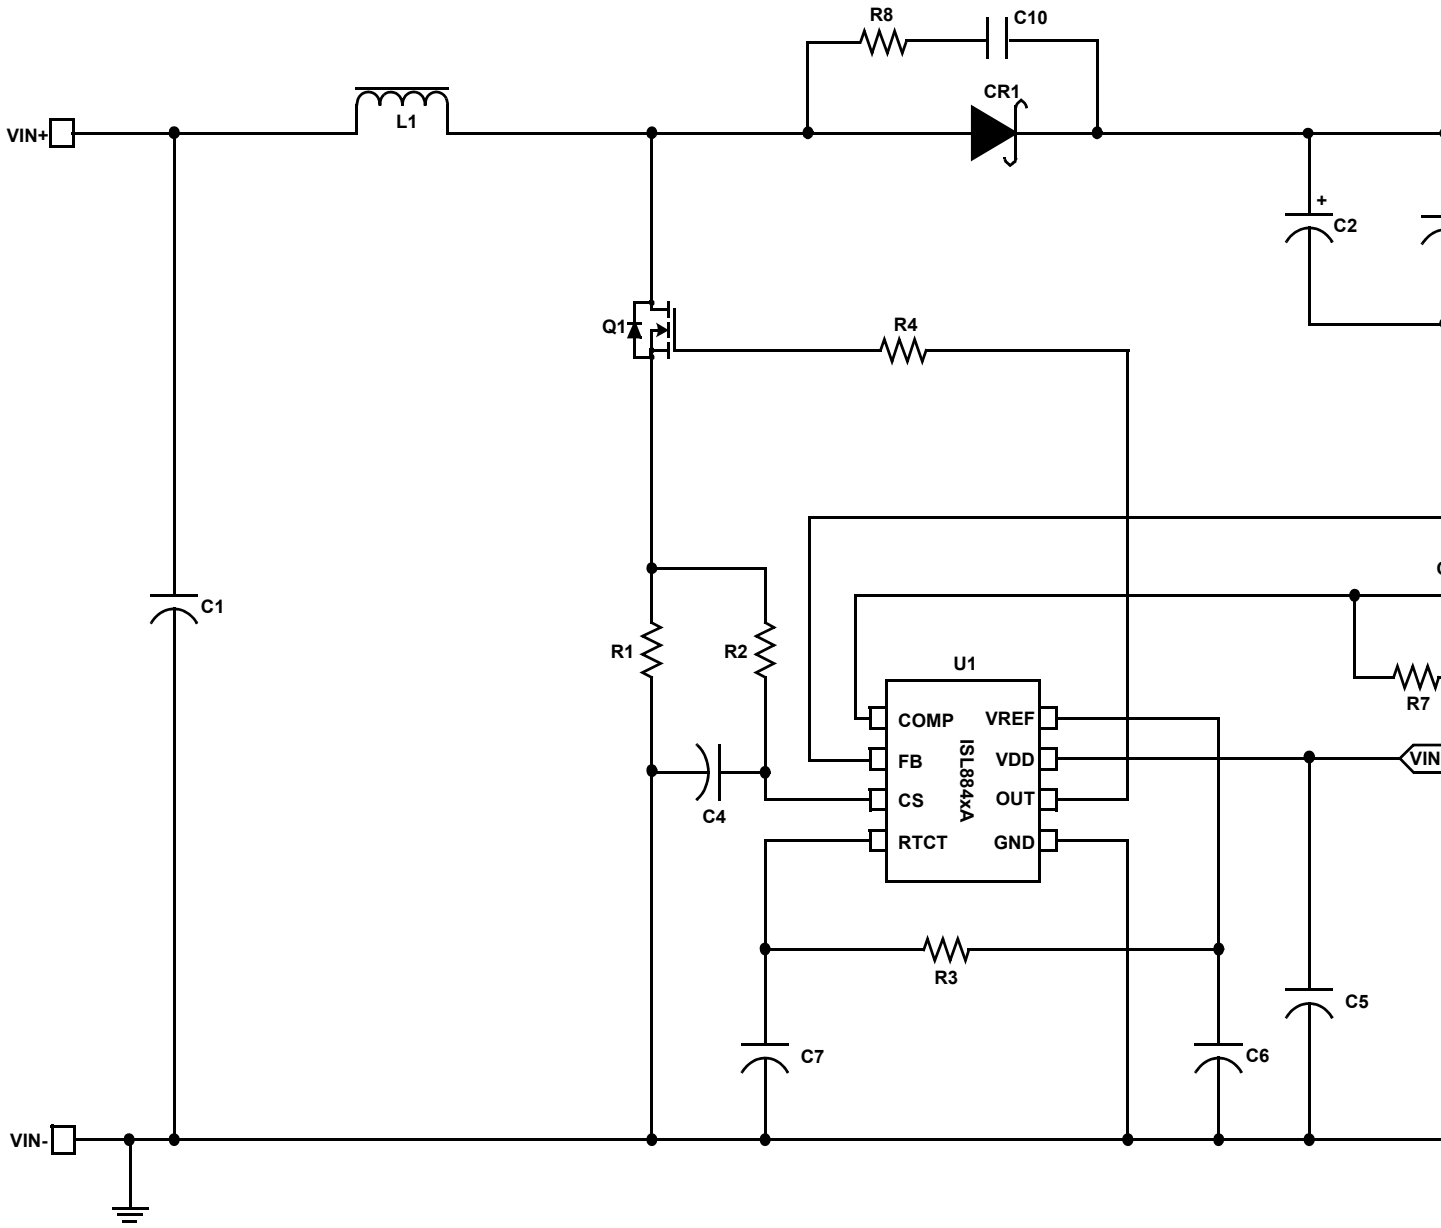 R8
C10
CR1
L1
VIN+
+
C2
Q1
R4
C1
R1
R2
U1
R7
COMP
VREF
FB
VDD
VIN
CS
OUT
RTCT
GND
ISL884xA
C4
R3
C5
C7
C6
VIN-